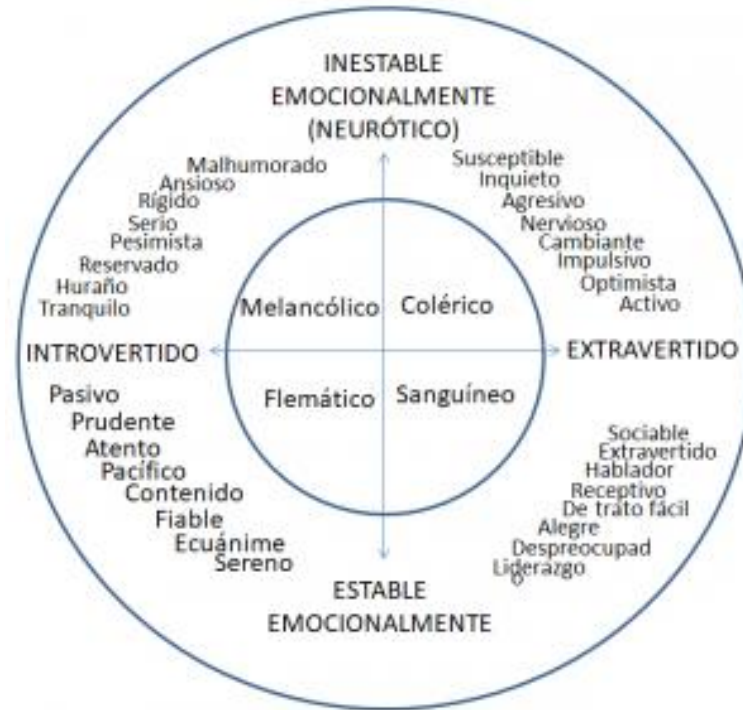 INESTABLE
EMOCIONALMENTE
(NEURÓTICO)
Malhumorado
Ansioso
Rígido
Serio
Pesimista
Reservado
Huraño
Tranquilo
Susceptible
Inquieto
Agresivo
Nervioso
Cambiante
Impulsivo
Optimista
Activo
Melancólico
Colérico
INTROVERTIDO
EXTRAVERTIDO
Flemático
Sanguíneo
Pasivo
Prudente
Atento
Pacífico
Contenido
Fiable
Ecuánime
Sereno
Sociable
Extravertido
Hablador
Receptivo
De trato fácil
Alegre
Despreocupad
o
Liderazgo
ESTABLE
EMOCIONALMENTE